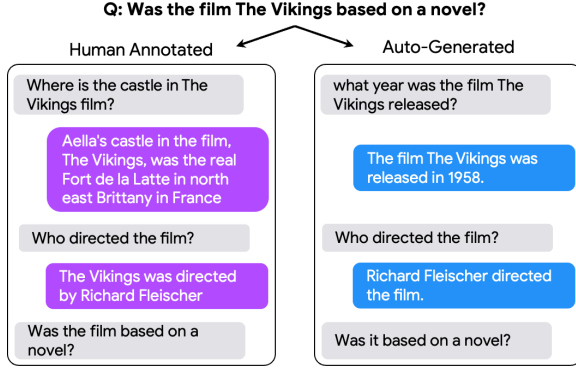 Q: Was the film The Vikings based on a novel?
Human Annotated
Where is the castle in The
Vikings film?
Aella's castle in the film,
The Vikings, was the real
Fort de la Latte in north
east Brittany in France
Who directed the film?
The Vikings was directed
by Richard Fleischer
Was the film based on a
novel?
Auto-Generated
what year was the film The
Vikings released?
The film The Vikings was
released in 1958.
Who directed the film?
Richard Fleischer directed
the film.
Was it based on a novel?